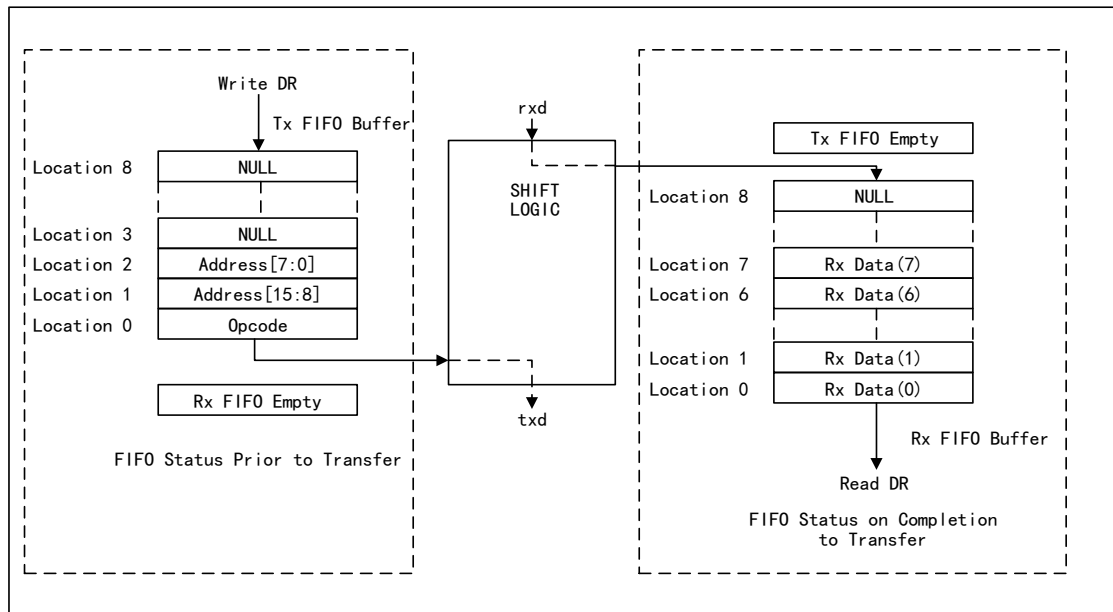 Write DR
Tx FIFO Buffer
Location 8
NULL
Location 3
NULL
Location 2
Address[7:0]
Location 1
Address[15:8]
Location 0
Opcode
Rx FIFO Empty
FIFO Status Prior to Transfer
rxd
SHIFT
LOGIC
txd
Tx FIFO Empty
Location 8
NULL
Location 7
Rx Data(7)
Location 6
Rx Data(6)
Location 1
Rx Data(1)
Location 0
Rx Data(0)
Rx FIFO Buffer
Read DR
FIFO Status on Completion
to Transfer